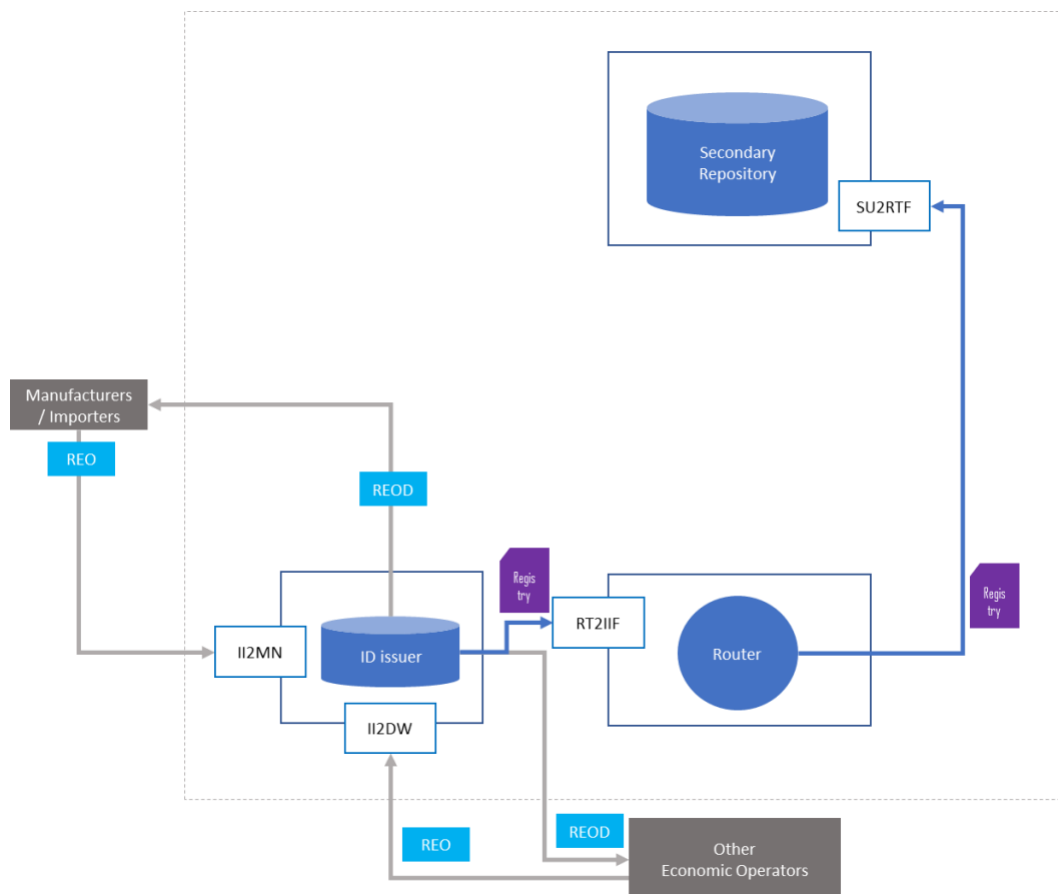 Secondary
Repository
SU2RTF
Manufacturers
/ Importers
REO
REOD
Regis
try
Regis
try
RT2IIF
II2MN
ID issuer
Router
II2DW
REO
REOD
Other
Economic Operators